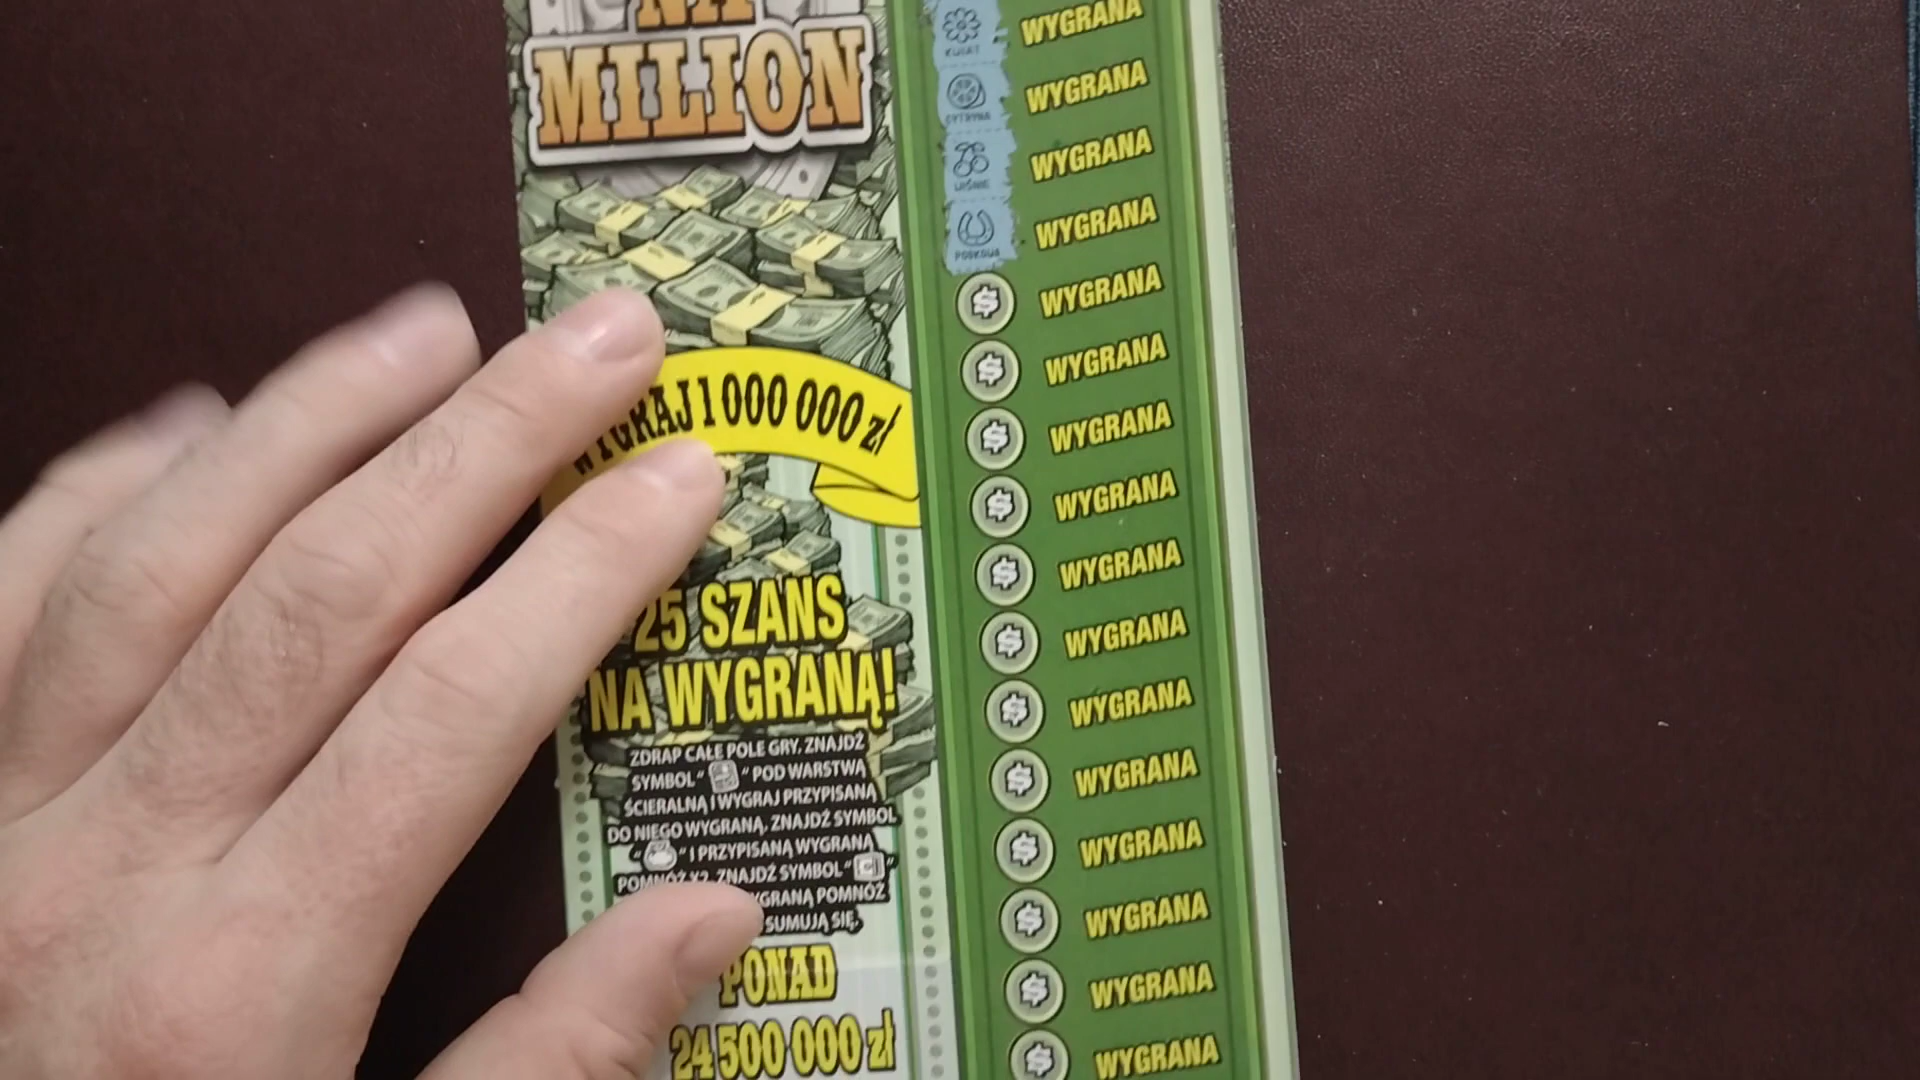 NA
MILION
WYGRAJ 1 000 000 zł
25 SZANS
NA WYGRANĄ!
ZDRAP CAŁE POLE GRY, ZNAJDŹ
SYMBOL " " POD WARSTWĄ
ŚCIERALNĄ I WYGRAJ PRZYPISANĄ
DO NIEGO WYGRANĄ, ZNAJDŹ SYMBOL
" " I PRZYPISANĄ WYGRANĄ
POMNÓŻ X2, ZNAJDŹ SYMBOL " "
WYGRANĄ POMNÓŻ
SUMUJĄ SIĘ.
PONAD
24 500 000 zł
KWIAT WYGRANA
CYTRYNA WYGRANA
WIŚNIE WYGRANA
PODKOWA WYGRANA
$ WYGRANA
$ WYGRANA
$ WYGRANA
$ WYGRANA
$ WYGRANA
$ WYGRANA
$ WYGRANA
$ WYGRANA
$ WYGRANA
$ WYGRANA
$ WYGRANA
$ WYGRANA